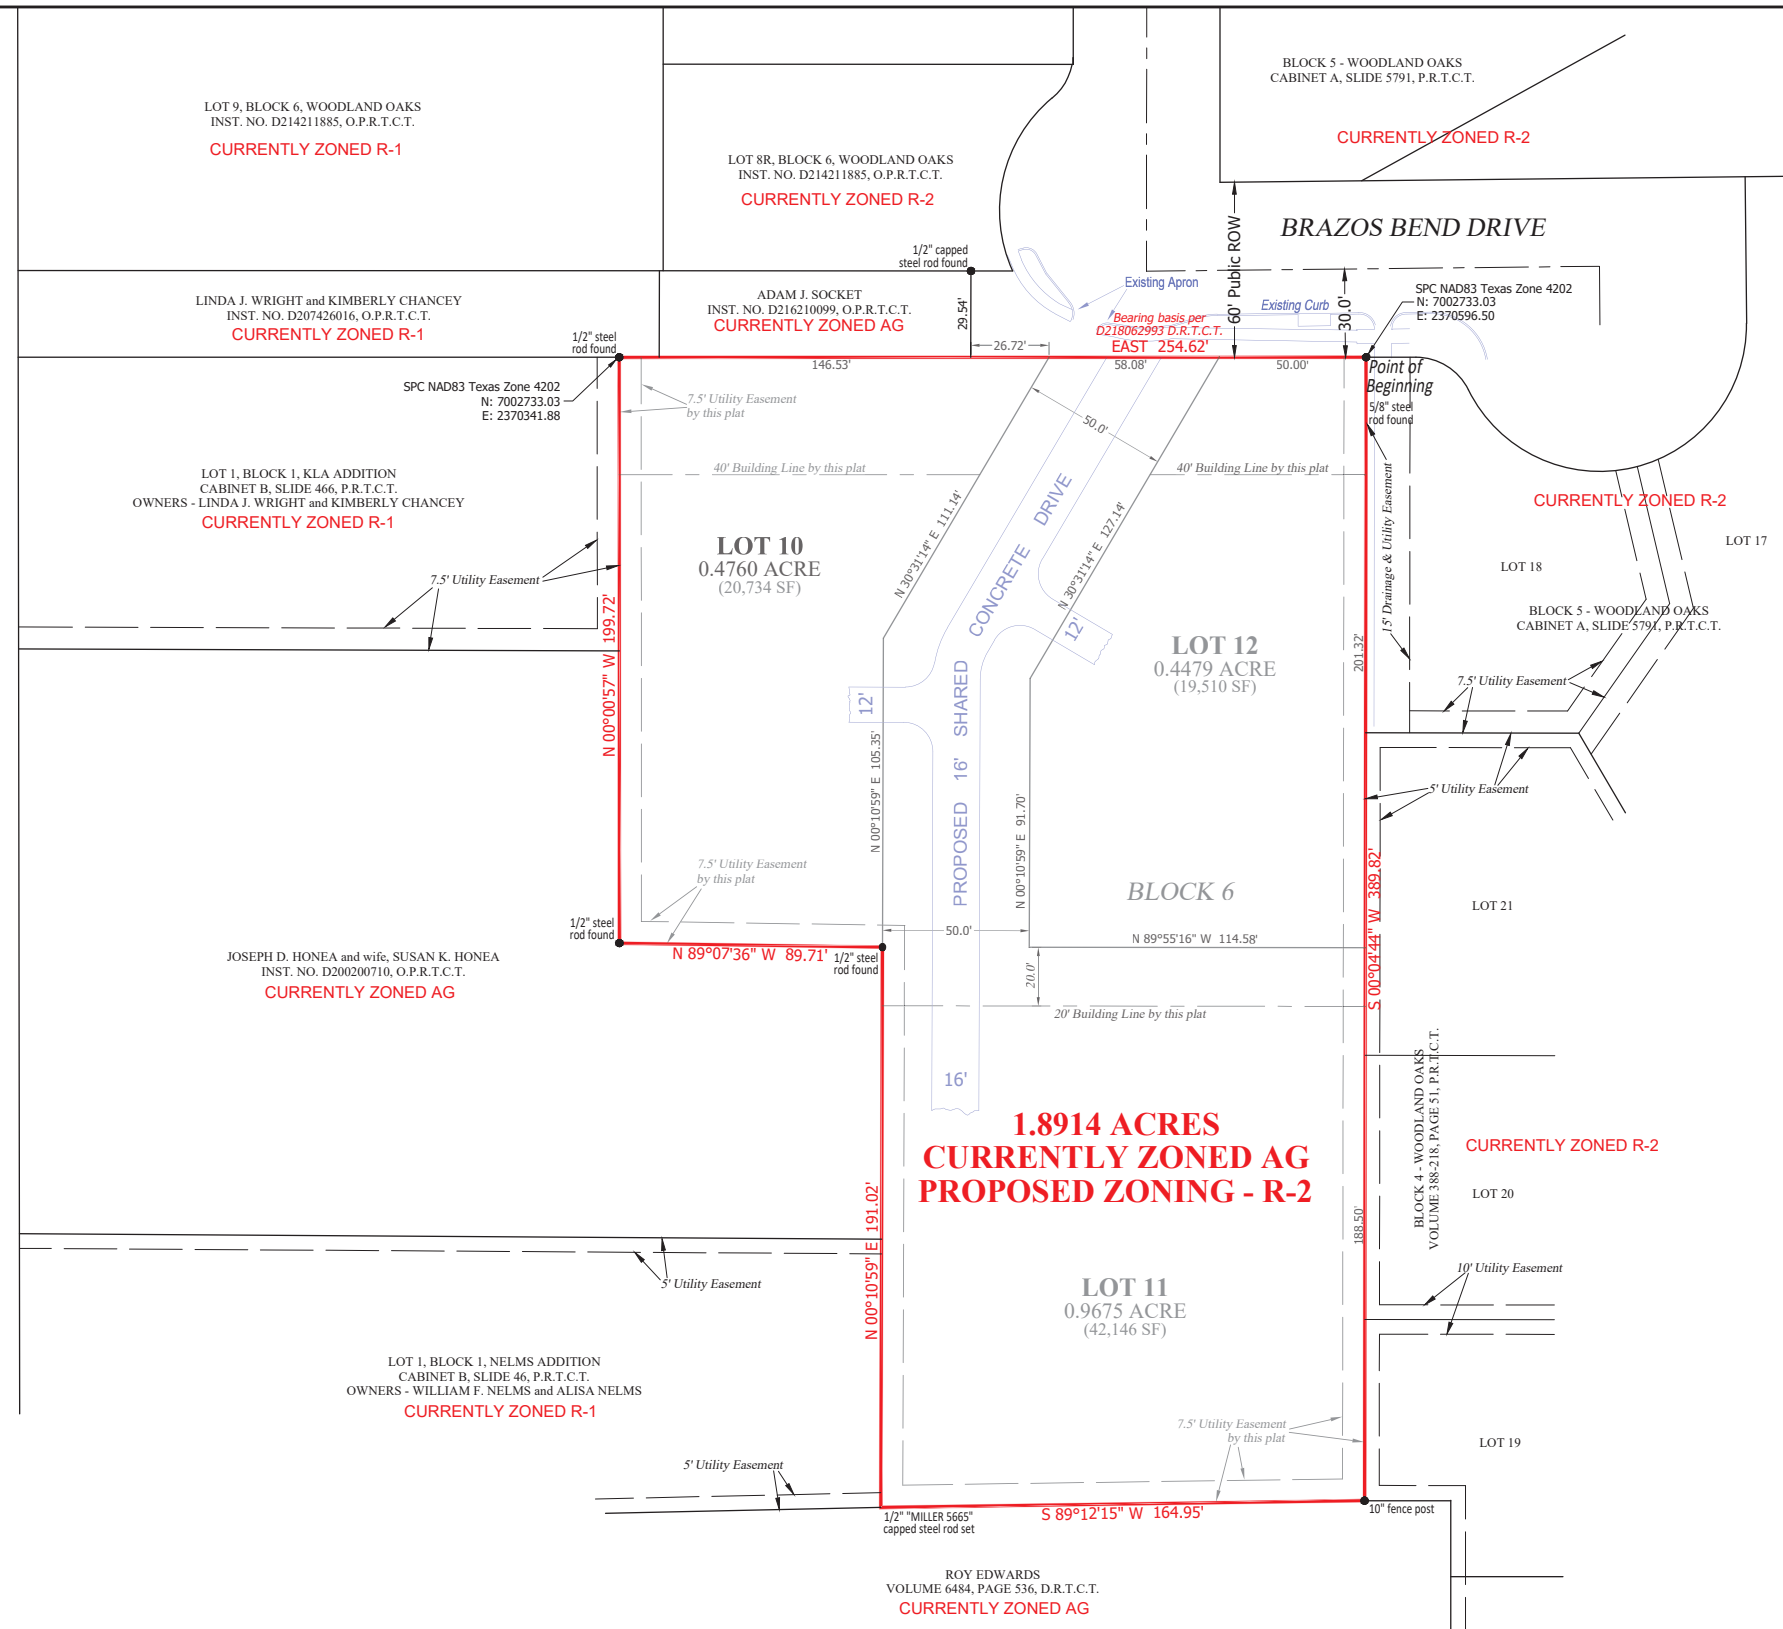 BLOCK 5 - WOODLAND OAKS
CABINET A, SLIDE 5791, P.R.T.C.T.
CURRENTLY ZONED R-2
LOT 9, BLOCK 6, WOODLAND OAKS
INST. NO. D214211885, O.P.R.T.C.T.
CURRENTLY ZONED R-1
LOT 8R, BLOCK 6, WOODLAND OAKS
INST. NO. D214211885, O.P.R.T.C.T.
CURRENTLY ZONED R-2
BRAZOS BEND DRIVE
60' Public ROW
30.0'
1/2" capped
steel rod found
LINDA J. WRIGHT and KIMBERLY CHANCEY
INST. NO. D207426016, O.P.R.T.C.T.
CURRENTLY ZONED R-1
ADAM J. SOCKET
INST. NO. D216210099, O.P.R.T.C.T.
CURRENTLY ZONED AG
29.54'
Existing Apron
Existing Curb
SPC NAD83 Texas Zone 4202
N: 7002733.03
E: 2370596.50
Bearing basis per
D218062993 D.R.T.C.T.
EAST 254.62'
26.72'
146.53'
58.08'
50.00'
1/2" steel
rod found
Point of
Beginning
5/8" steel
rod found
SPC NAD83 Texas Zone 4202
N: 7002733.03
E: 2370341.88
7.5' Utility Easement
by this plat
50.0'
40' Building Line by this plat
40' Building Line by this plat
LOT 1, BLOCK 1, KLA ADDITION
CABINET B, SLIDE 466, P.R.T.C.T.
OWNERS - LINDA J. WRIGHT and KIMBERLY CHANCEY
CURRENTLY ZONED R-1
7.5' Utility Easement
N 00°00'57" W 199.72'
LOT 10
0.4760 ACRE
(20,734 SF)
N 30°31'14" E 111.14'
N 30°31'14" E 127.14'
PROPOSED 16' SHARED CONCRETE DRIVE
12'
12'
LOT 12
0.4479 ACRE
(19,510 SF)
201.32'
15' Drainage & Utility Easement
CURRENTLY ZONED R-2
LOT 17
LOT 18
BLOCK 5 - WOODLAND OAKS
CABINET A, SLIDE 5791, P.R.T.C.T.
7.5' Utility Easement
5' Utility Easement
N 00°10'59" E 105.35'
N 00°10'59" E 91.70'
7.5' Utility Easement
by this plat
BLOCK 6
S 00°04'44" W 389.82'
LOT 21
1/2" steel
rod found
N 89°07'36" W 89.71'
1/2" steel
rod found
50.0'
N 89°55'16" W 114.58'
20.0'
20' Building Line by this plat
JOSEPH D. HONEA and wife, SUSAN K. HONEA
INST. NO. D200200710, O.P.R.T.C.T.
CURRENTLY ZONED AG
16'
1.8914 ACRES
CURRENTLY ZONED AG
PROPOSED ZONING - R-2
BLOCK 4 - WOODLAND OAKS
VOLUME 388-218, PAGE 51, P.R.T.C.T.
CURRENTLY ZONED R-2
LOT 20
188.50'
N 00°10'59" E 191.02'
5' Utility Easement
10' Utility Easement
LOT 11
0.9675 ACRE
(42,146 SF)
LOT 1, BLOCK 1, NELMS ADDITION
CABINET B, SLIDE 46, P.R.T.C.T.
OWNERS - WILLIAM F. NELMS and ALISA NELMS
CURRENTLY ZONED R-1
7.5' Utility Easement
by this plat
LOT 19
5' Utility Easement
1/2" "MILLER 5665"
capped steel rod set
S 89°12'15" W 164.95'
10" fence post
ROY EDWARDS
VOLUME 6484, PAGE 536, D.R.T.C.T.
CURRENTLY ZONED AG